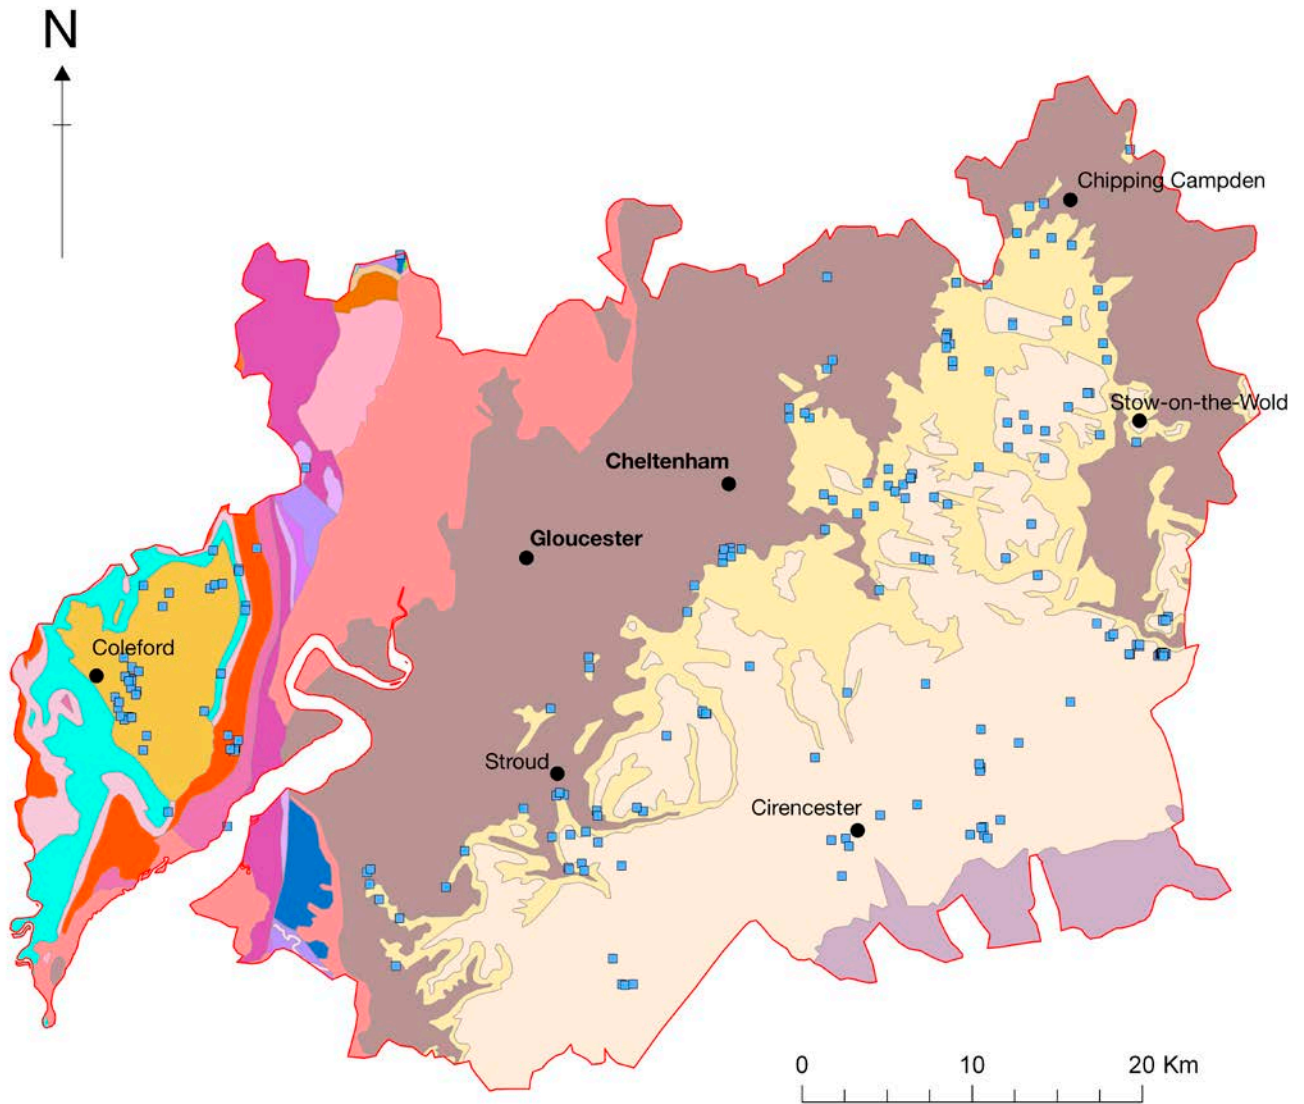 N
Chipping Campden
Stow-on-the-Wold
Cheltenham
Gloucester
Coleford
Stroud
Cirencester
0 10 20 Km